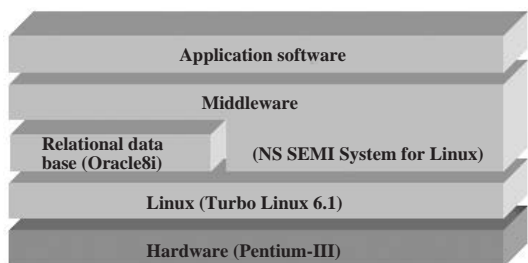 Application software
Middleware
Relational data
base (Oracle8i)
(NS SEMI System for Linux)
Linux (Turbo Linux 6.1)
Hardware (Pentium-III)